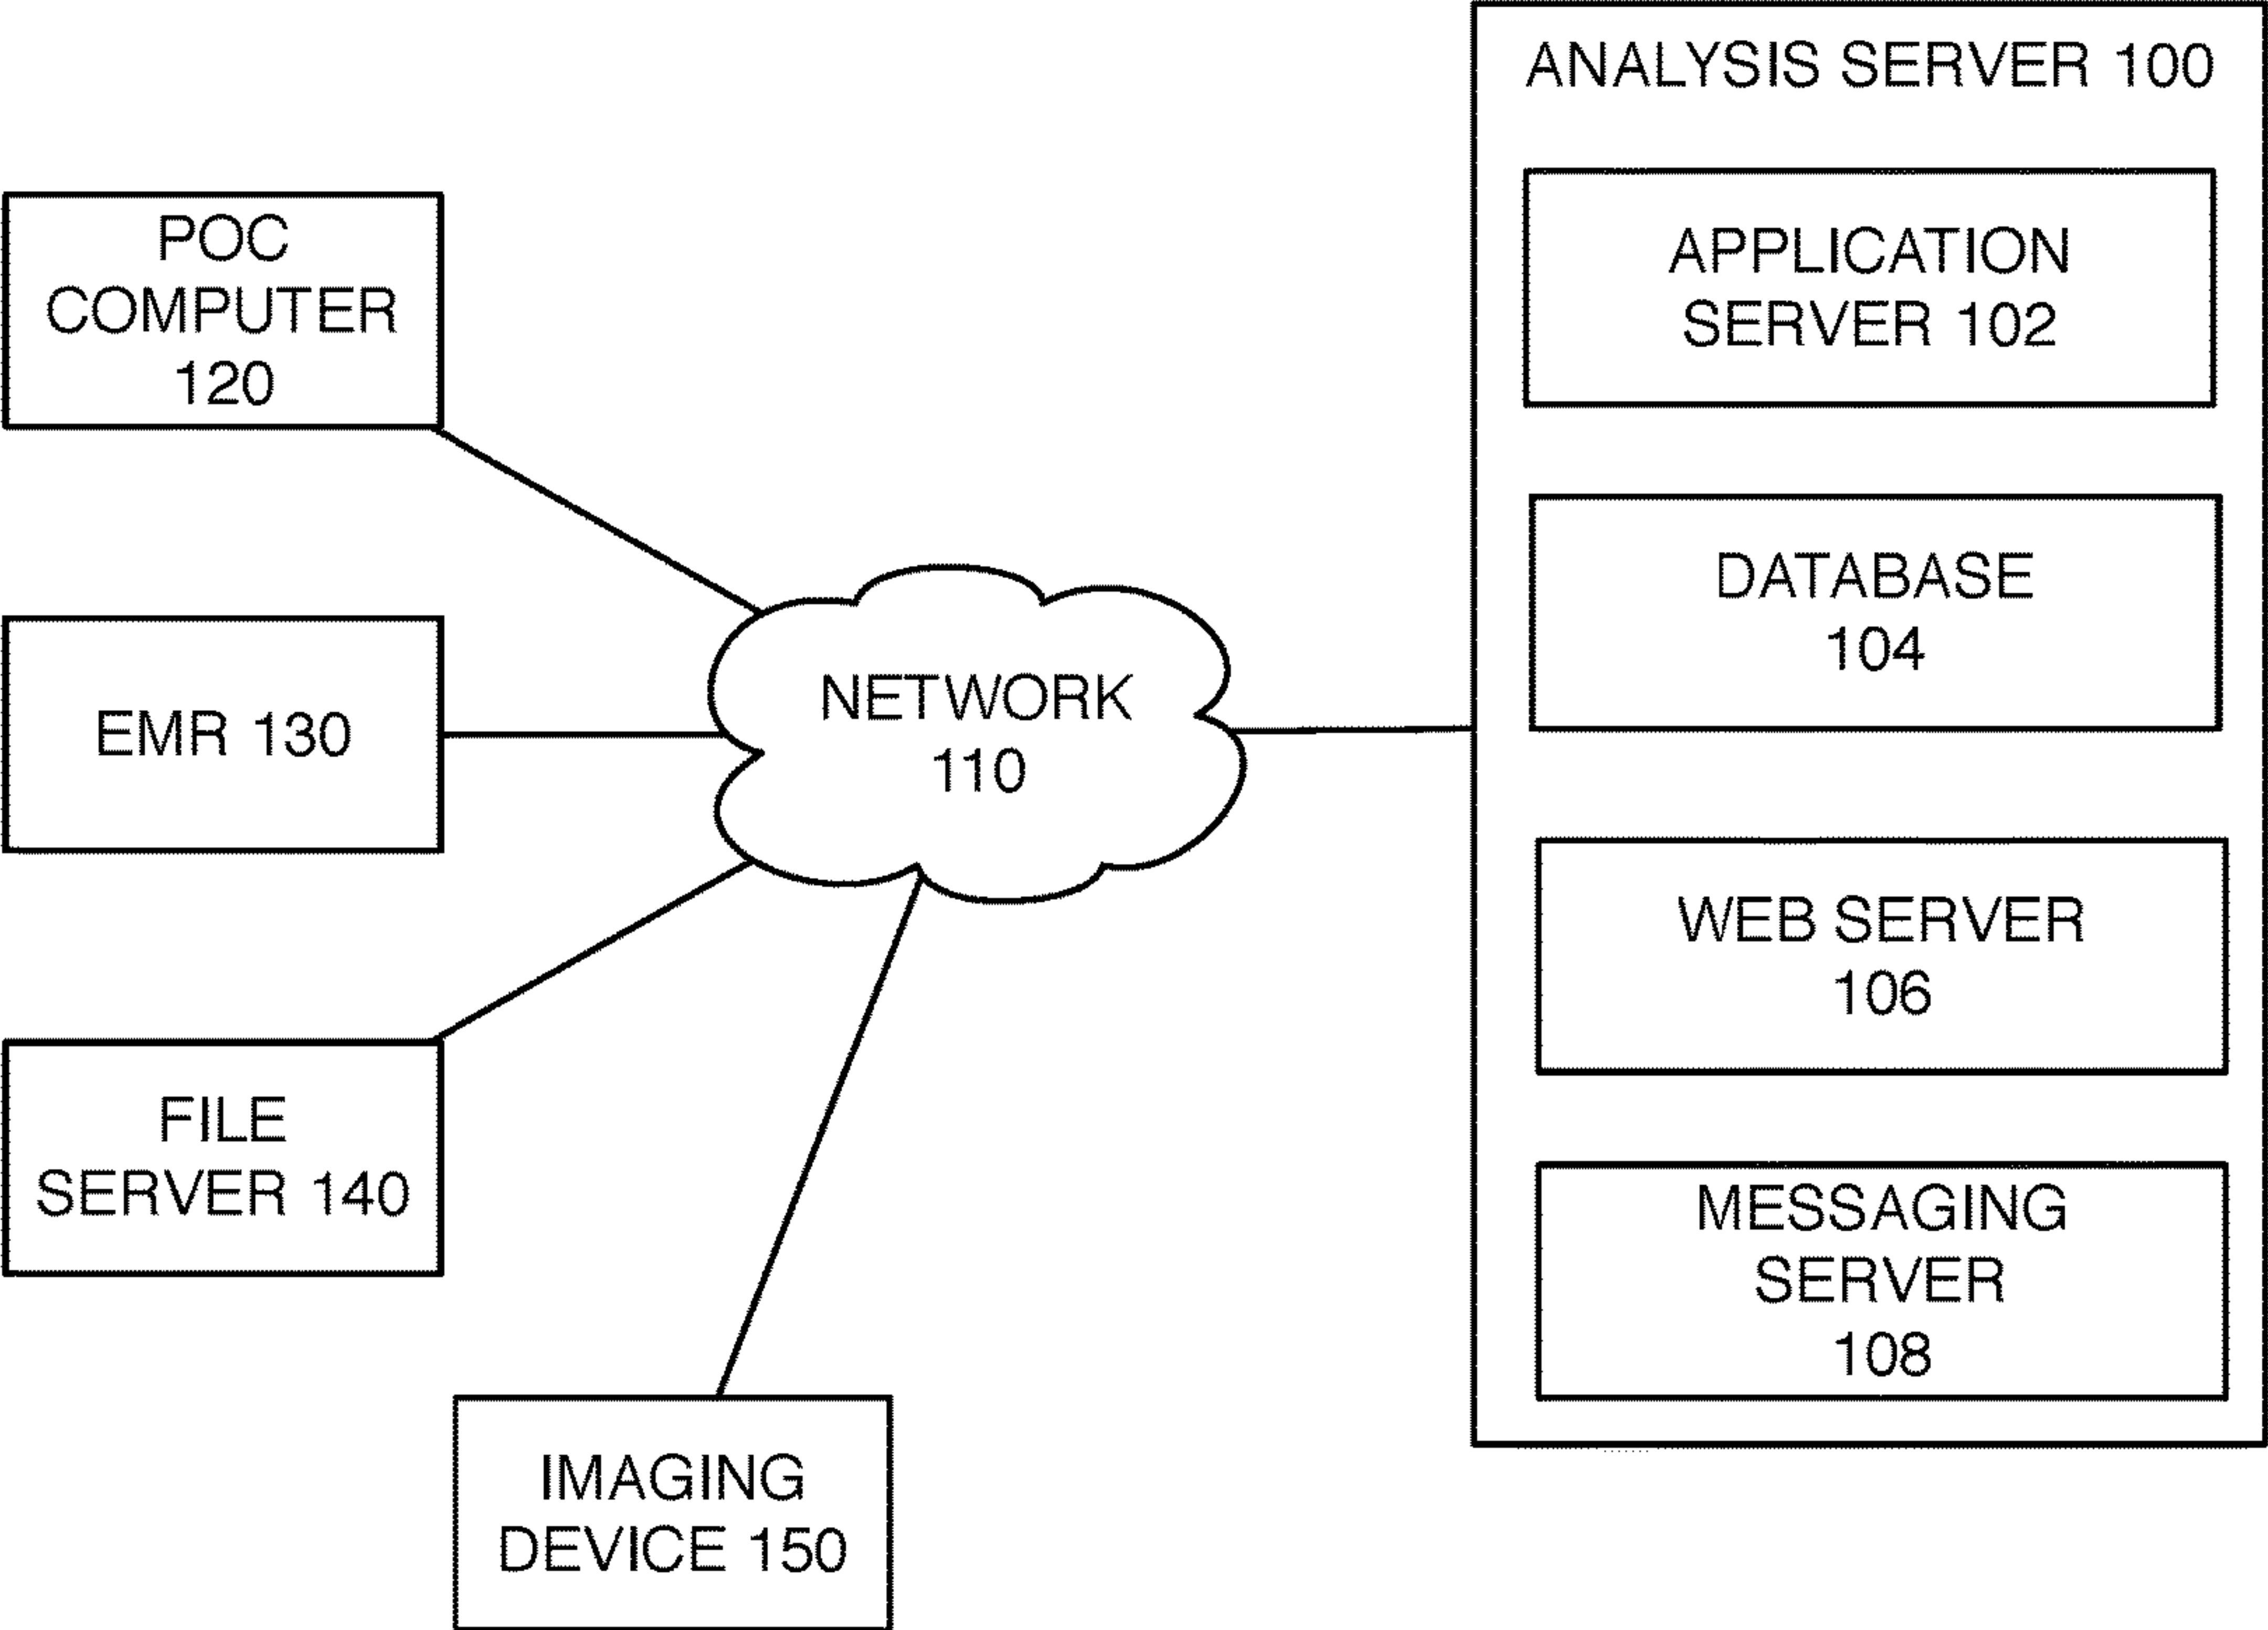 ANALYSIS SERVER 100
APPLICATION
SERVER 102
DATABASE
104
WEB SERVER
106
MESSAGING
SERVER
108
POC
COMPUTER
120
EMR 130
FILE
SERVER 140
IMAGING
DEVICE 150
NETWORK
110